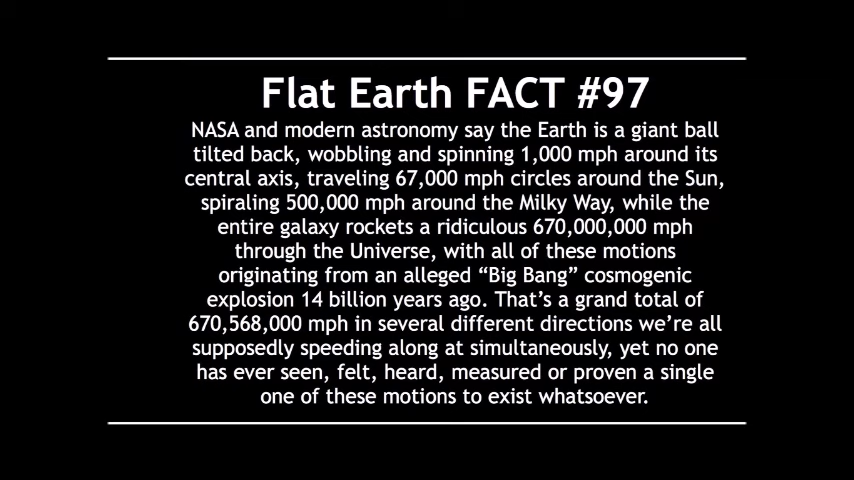 Flat Earth FACT #97
NASA and modern astronomy say the Earth is a giant ball
tilted back, wobbling and spinning 1,000 mph around its
central axis, traveling 67,000 mph circles around the Sun,
spiraling 500,000 mph around the Milky Way, while the
entire galaxy rockets a ridiculous 670,000,000 mph
through the Universe, with all of these motions
originating from an alleged “Big Bang” cosmogenic
explosion 14 billion years ago. That’s a grand total of
670,568,000 mph in several different directions we’re all
supposedly speeding along at simultaneously, yet no one
has ever seen, felt, heard, measured or proven a single
one of these motions to exist whatsoever.